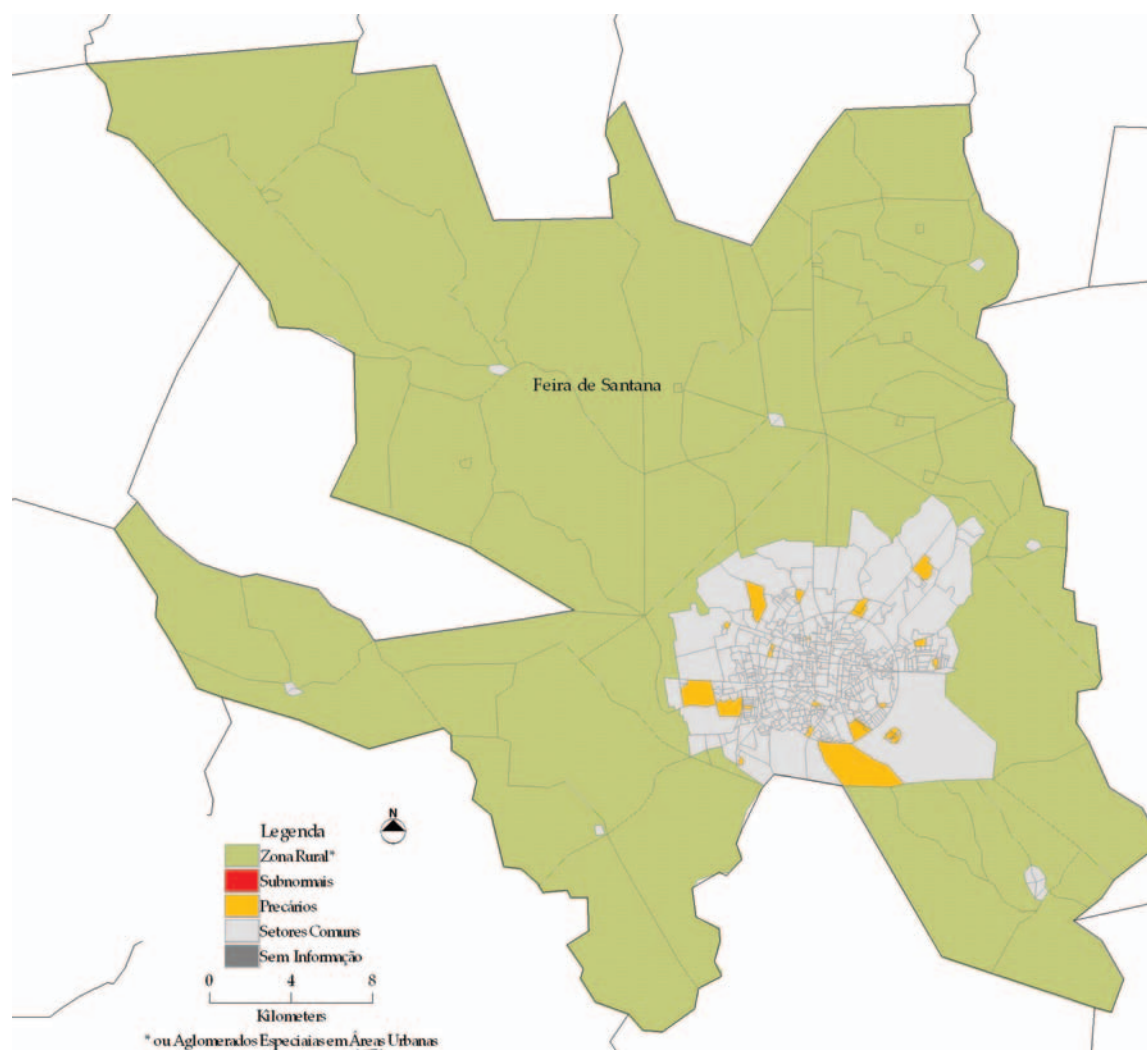 Feira de Santana
N
Legenda
Zona Rural*
Subnormais
Precários
Setores Comuns
Sem Informação
0 4 8
Kilometers
* ou Aglomerados Especiaias em Áreas Urbanas